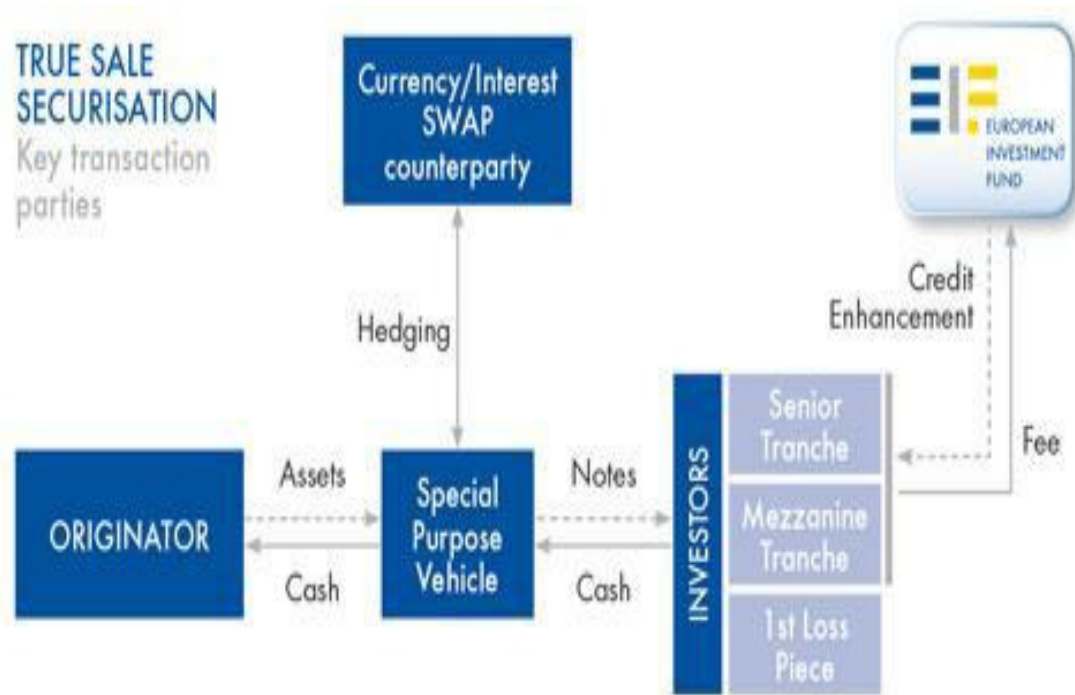 TRUE SALE
SECURISATION
Key transaction
parties
Currency/Interest
SWAP
counterparty
EIF
EUROPEAN
INVESTMENT
FUND
Credit
Enhancement
Hedging
Fee
ORIGINATOR
Assets
Cash
Special
Purpose
Vehicle
Notes
Cash
INVESTORS
Senior
Tranche
Mezzanine
Tranche
1st Loss
Piece